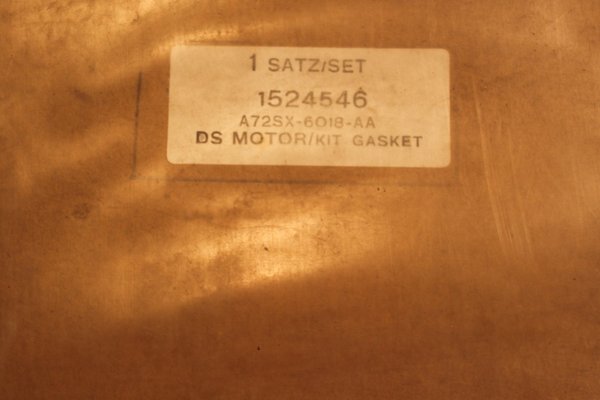 1 SATZ/SET
1524546
A72SX-6018-AA
DS MOTOR/KIT GASKET